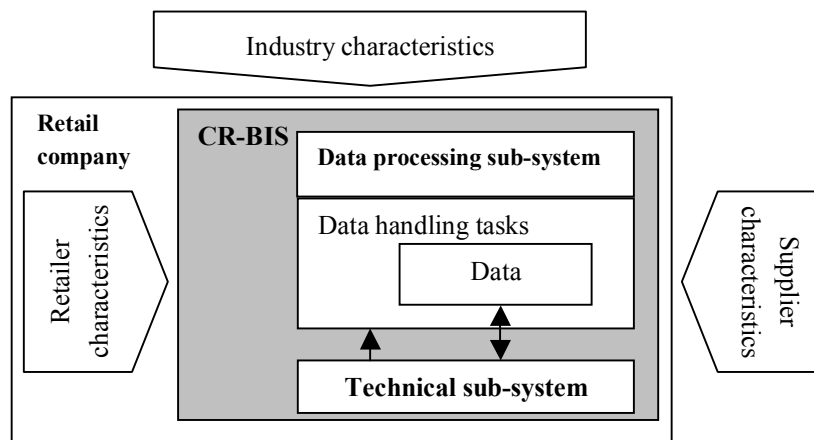 Industry characteristics
Retail
company
CR-BIS
Data processing sub-system
Data handling tasks
Data
Technical sub-system
Retailer
characteristics
Supplier
characteristics